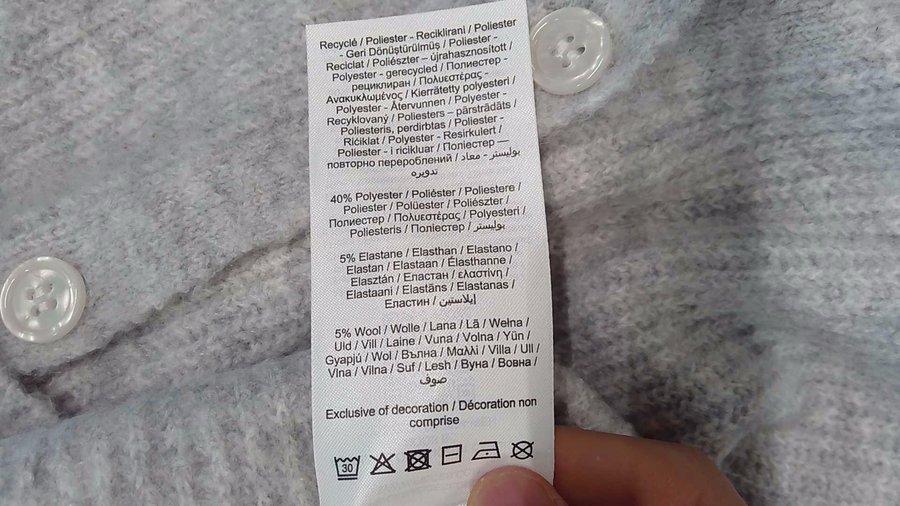 Recyclé / Poliester - Reciklirani / Poliester
- Geri Dönüştürülmüş / Poliester -
Reciclat / Poliészter – újrahasznosított /
Polyester - gerecycled / Полиестер -
рециклиран / Πολυεστέρας -
Ανακυκλωμένος / Kierrätetty polyesteri /
Polyester - Återvunnen / Polyester -
Recyklovaný / Poliesters – pārstrādāts /
Poliesteris, perdirbtas / Poliester -
Riċiklat / Polyester - Resirkulert /
Poliester - i ricikluar / Поліестер —
повторно перероблений / بوليستر - معاد
تدويره
40% Polyester / Poliéster / Poliestere /
Poliester / Polüester / Poliészter /
Полиестер / Πολυεστέρας / Polyesteri /
Poliesteris / Поліестер / بوليستر
5% Elastane / Elasthan / Elastano /
Elastan / Elastaan / Élasthanne /
Elasztán / Еластан / ελαστίνη /
Elastaani / Elastāns / Elastanas /
Еластин / إيلاستين
5% Wool / Wolle / Lana / Lã / Wełna /
Uld / Vill / Laine / Vuna / Volna / Yün /
Gyapjú / Wol / Вълна / Μαλλί / Villa / Ull /
Vlna / Vilna / Suf / Lesh / Вуна / Вовна /
صوف
Exclusive of decoration / Décoration non
comprise
30